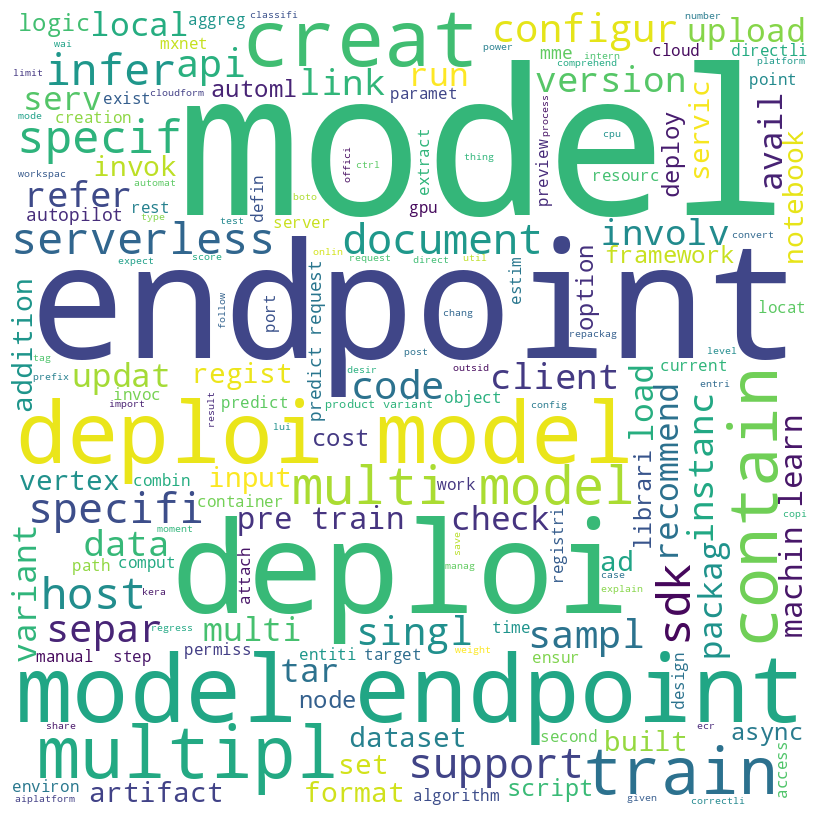 classifi
number
logic
local
aggreg
creat
configur
upload
wai
mxnet
power
mme
cloud
directli
limit
infer
api
link
run
intern
comprehend
platform
cloudform
automl
paramet
version
point
serv
exist
mode
creation
model
specif
invok
extract
thing
offici
ctrl
preview
process
cpu
resourc
deploy
servic
avail
notebook
workspac
refer
automat
rest
boto
defin
gpu
autopilot
type
test
server
convert
serverless
document
involv
framework
expect
score
onlin
request
direct
util
estim
option
endpoint
addition
follow
port
predict request
chang
repackag
locat
tag
prefix
updat
regist
desir
post
outsid
level
current
entri
code
client
invoc
predict
product variant
object
config
import
result
deploi model
lui
cost
librari
load
recommend
instanc
contain
machin learn
vertex
combin
input
multi model
work
copi
specifi
container
pre train
check
registri
sdk
packag
variant
data
path
comput
attach
deploi
save
manag
ad
case
explain
host
kera
moment
separ
regress
multi
singl
time
sampl
manual
step
permiss
entiti
target
weight
ensur
design
model endpoint
tar
node
share
ecr
multipl
dataset
second
built
async
access
environ
aiplatform
artifact
set
format
support
algorithm
train
script
given
correctli